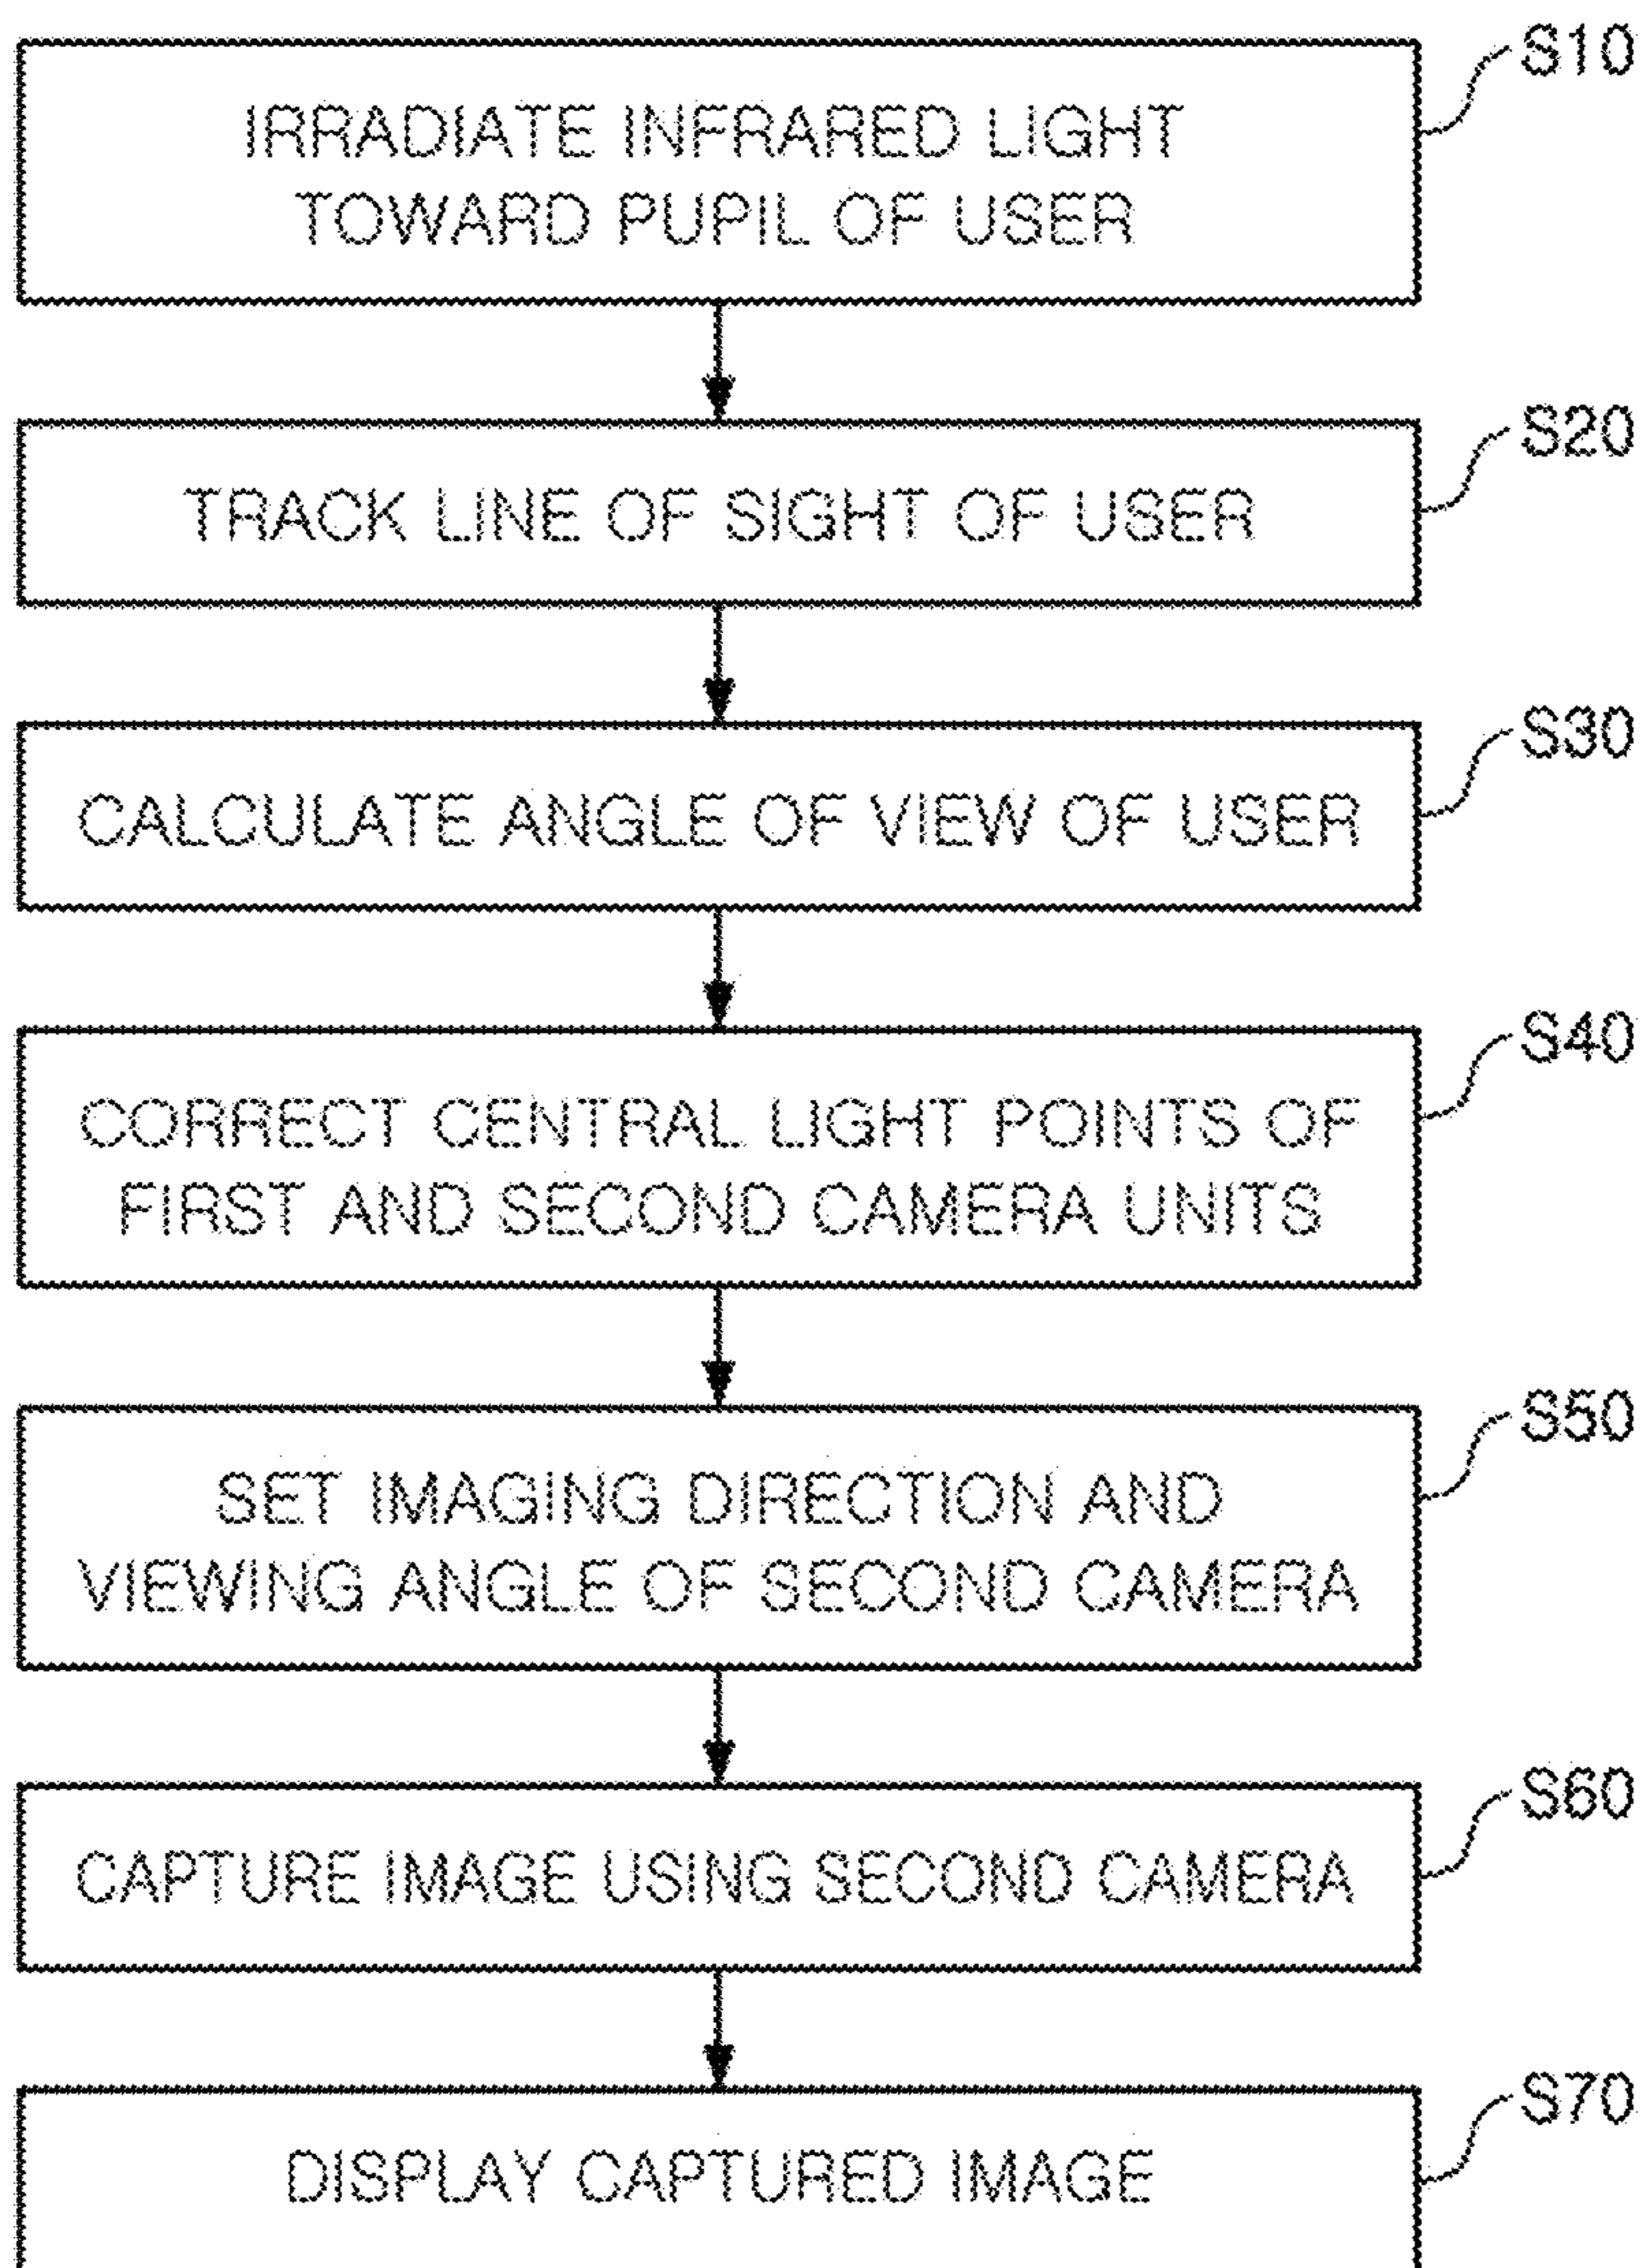 S10
IRRADIATE INFRARED LIGHT
TOWARD PUPIL OF USER
S20
TRACK LINE OF SIGHT OF USER
S30
CALCULATE ANGLE OF VIEW OF USER
S40
CORRECT CENTRAL LIGHT POINTS OF
FIRST AND SECOND CAMERA UNITS
S50
SET IMAGING DIRECTION AND
VIEWING ANGLE OF SECOND CAMERA
S60
CAPTURE IMAGE USING SECOND CAMERA
S70
DISPLAY CAPTURED IMAGE